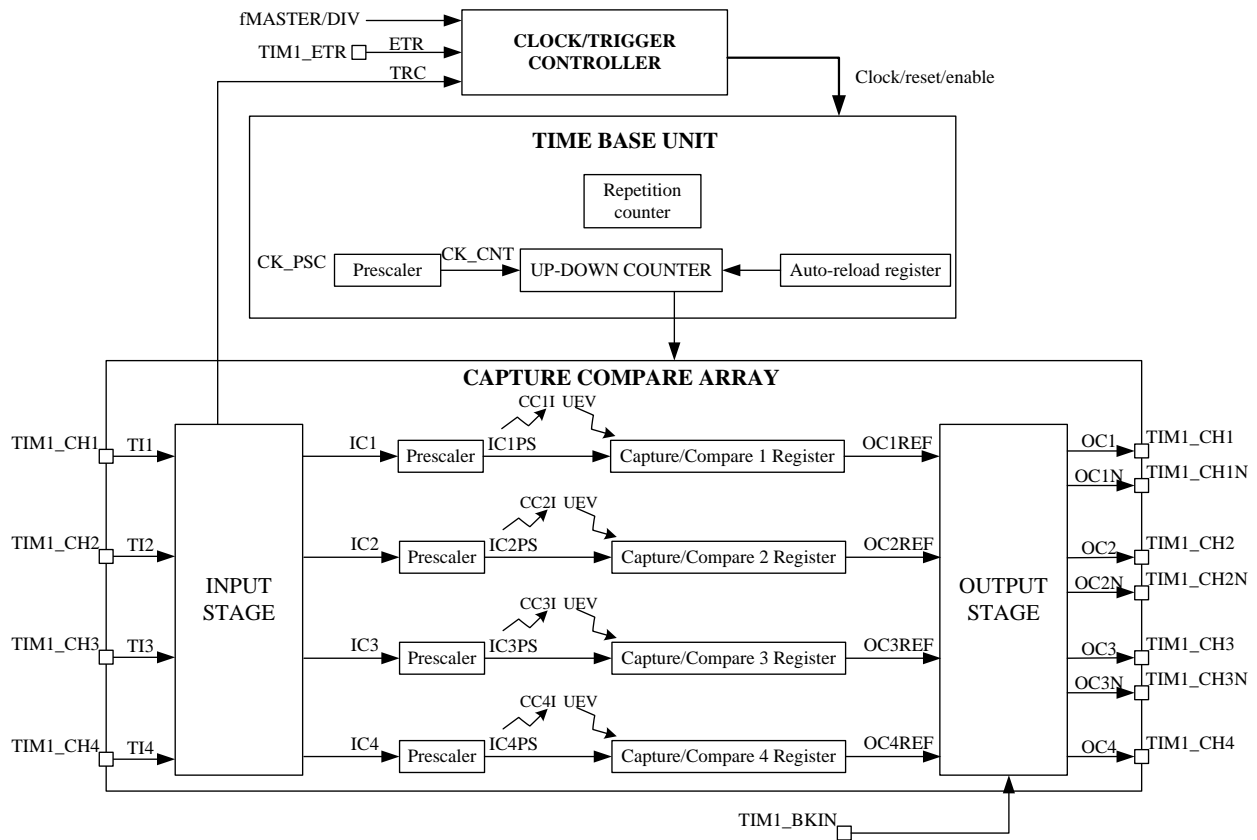 fMASTER/DIV
TIM1_ETR
ETR
TRC
CLOCK/TRIGGER
CONTROLLER
Clock/reset/enable
TIME BASE UNIT
Repetition
counter
CK_PSC
Prescaler
CK_CNT
UP-DOWN COUNTER
Auto-reload register
CAPTURE COMPARE ARRAY
TIM1_CH1
TI1
IC1
Prescaler
CC1I
UEV
IC1PS
Capture/Compare 1 Register
OC1REF
OC1
TIM1_CH1
OC1N
TIM1_CH1N
TIM1_CH2
TI2
IC2
Prescaler
CC2I
UEV
IC2PS
Capture/Compare 2 Register
OC2REF
OC2
TIM1_CH2
OC2N
TIM1_CH2N
INPUT
STAGE
OUTPUT
STAGE
TIM1_CH3
TI3
IC3
Prescaler
CC3I
UEV
IC3PS
Capture/Compare 3 Register
OC3REF
OC3
TIM1_CH3
OC3N
TIM1_CH3N
TIM1_CH4
TI4
IC4
Prescaler
CC4I
UEV
IC4PS
Capture/Compare 4 Register
OC4REF
OC4
TIM1_CH4
TIM1_BKIN